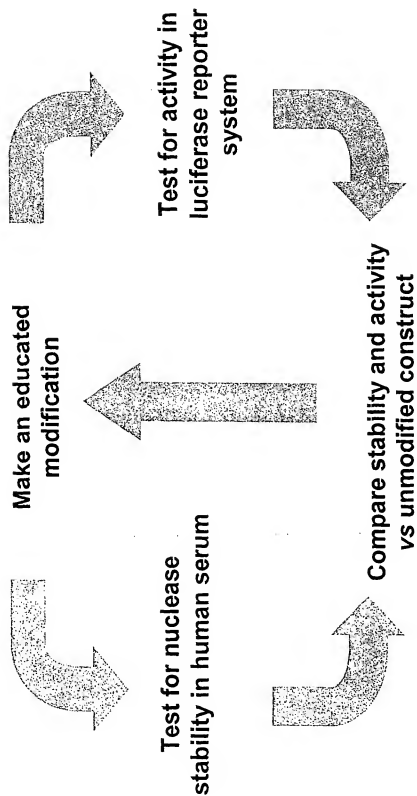 Make an educated
modification
Test for nuclease
stability in human serum
Test for activity in
luciferase reporter
system
Compare stability and activity
vs unmodified construct